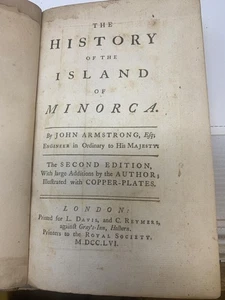 THE
HISTORY
OF THE
ISLAND
OF
MINORCA.
By JOHN ARMSTRONG, Esq;
ENGINEER in Ordinary to His MAJESTY.
The SECOND EDITION,
With large Additions by the AUTHOR;
Illustrated with COPPER-PLATES.
LONDON:
Printed for L. DAVIS, and C. REYMERS,
against Gray's-Inn, Holborn.
Printers to the ROYAL SOCIETY.
M.DCC.LVI.